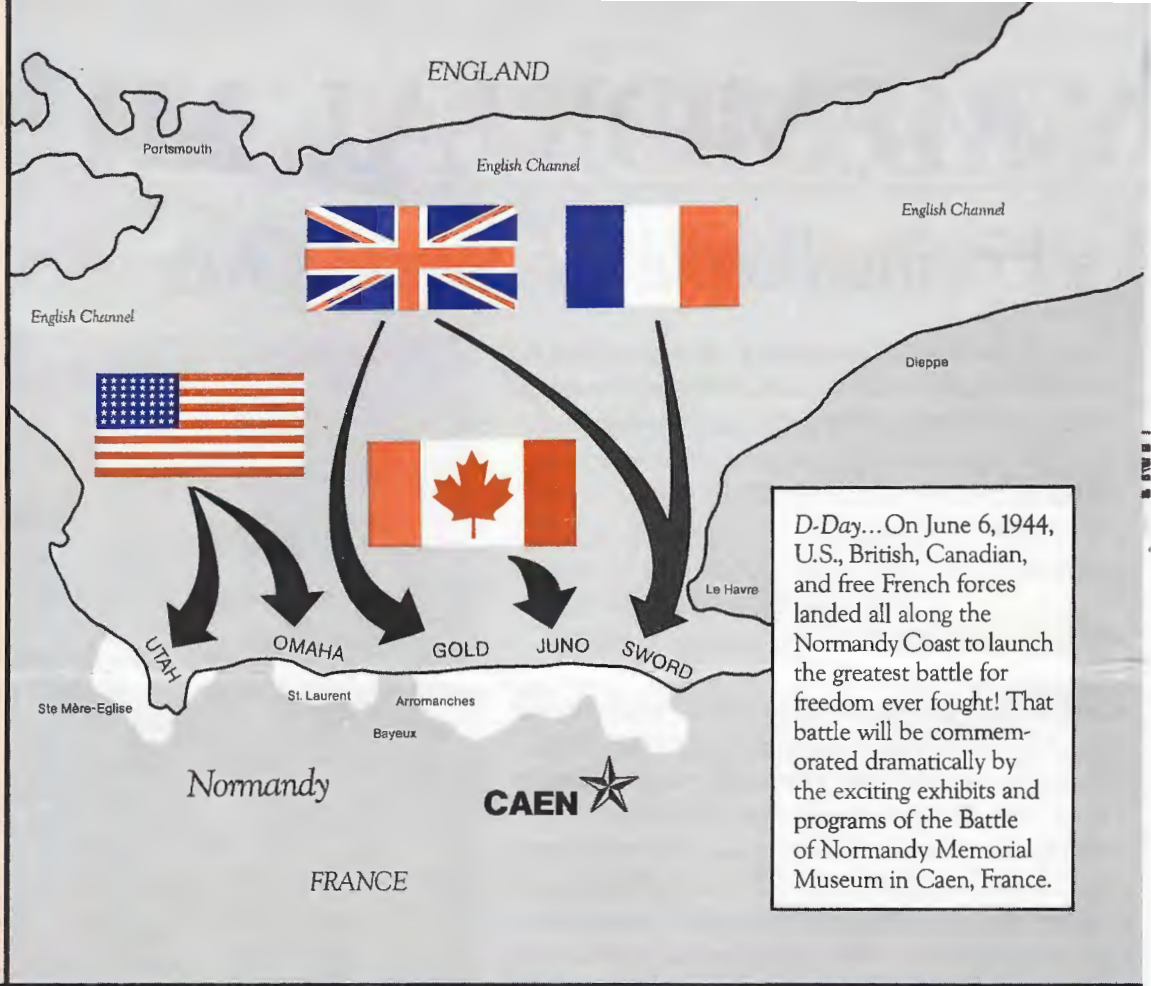 ENGLAND
Portsmouth
English Channel
English Channel
English Channel
Dieppe
Le Havre
UTAH
OMAHA
GOLD
JUNO
SWORD
Ste Mère-Eglise
St. Laurent
Arromanches
Bayeux
Normandy
CAEN
FRANCE
D-Day...On June 6, 1944,
U.S., British, Canadian,
and free French forces
landed all along the
Normandy Coast to launch
the greatest battle for
freedom ever fought! That
battle will be commem-
orated dramatically by
the exciting exhibits and
programs of the Battle
of Normandy Memorial
Museum in Caen, France.